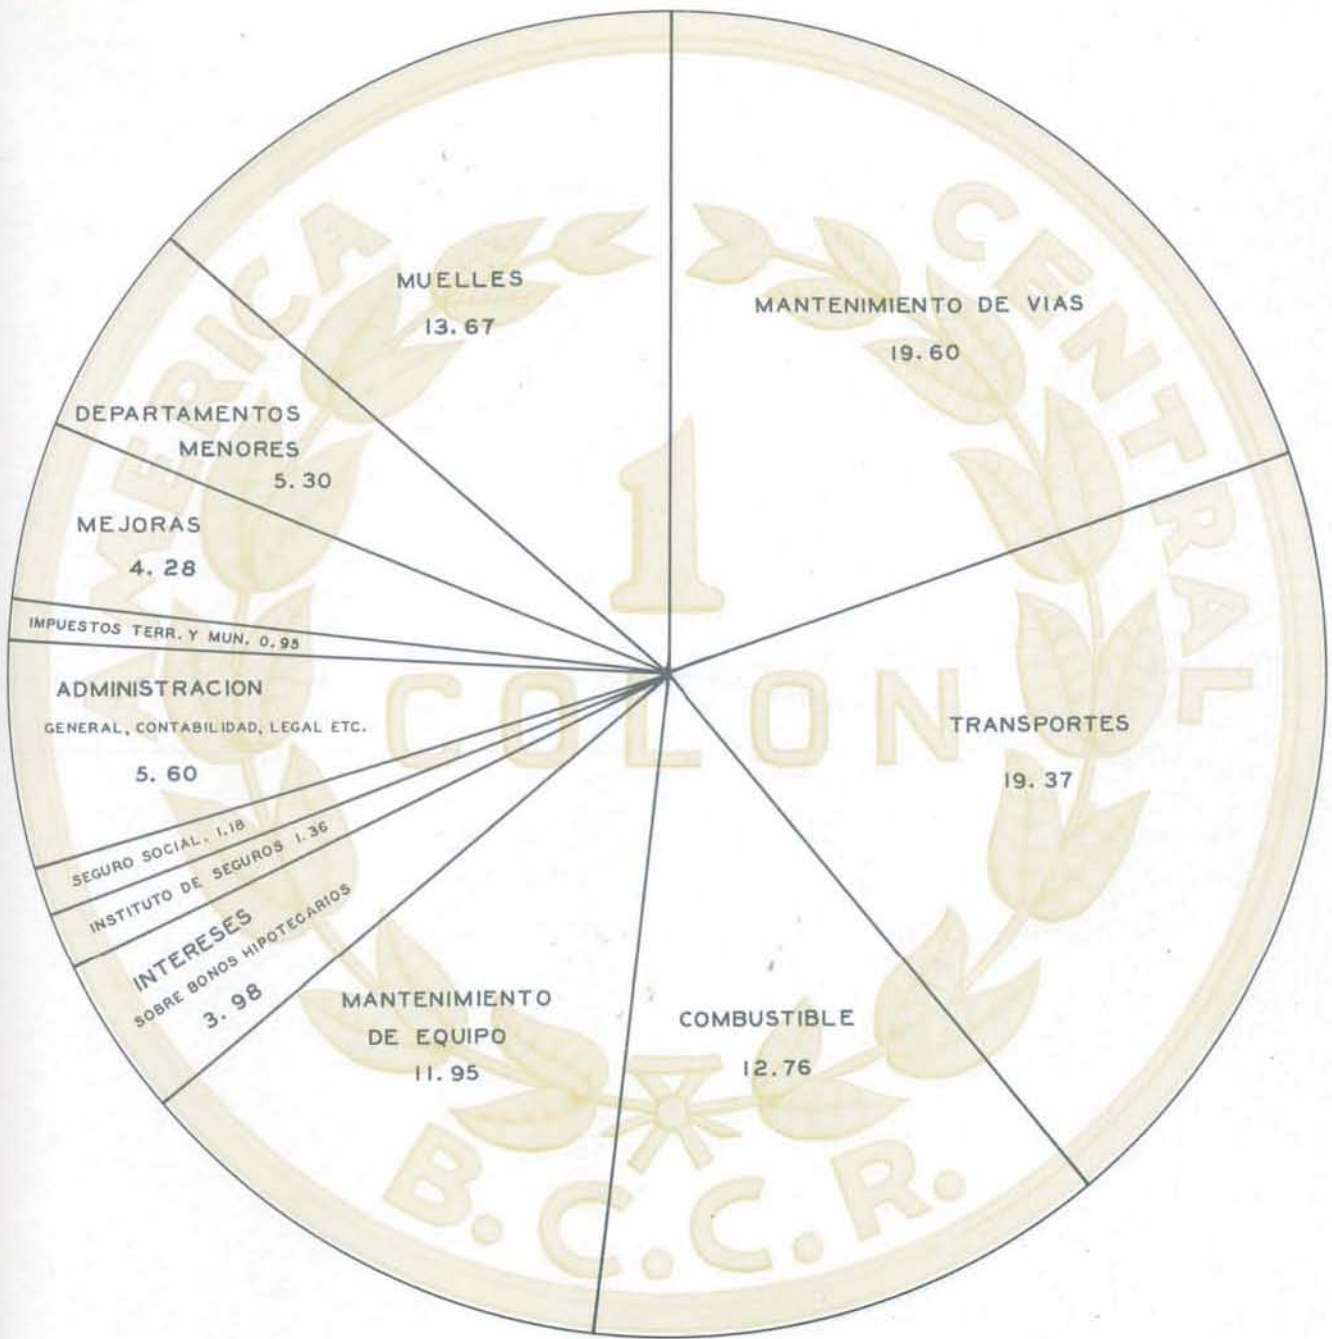 MUELLES
13.67
MANTENIMIENTO DE VIAS
19.60
DEPARTAMENTOS
MENORES
5.30
MEJORAS
4.28
IMPUESTOS TERR. Y MUN. 0.95
ADMINISTRACION
GENERAL, CONTABILIDAD, LEGAL ETC.
5.60
SEGURO SOCIAL. 1.18
INSTITUTO DE SEGUROS 1.36
INTERESES
SOBRE BONOS HIPOTECARIOS
3.98
MANTENIMIENTO
DE EQUIPO
11.95
COMBUSTIBLE
12.76
TRANSPORTES
19.37
AMERICA CENTRAL
1
COLON
B.C.C.R.